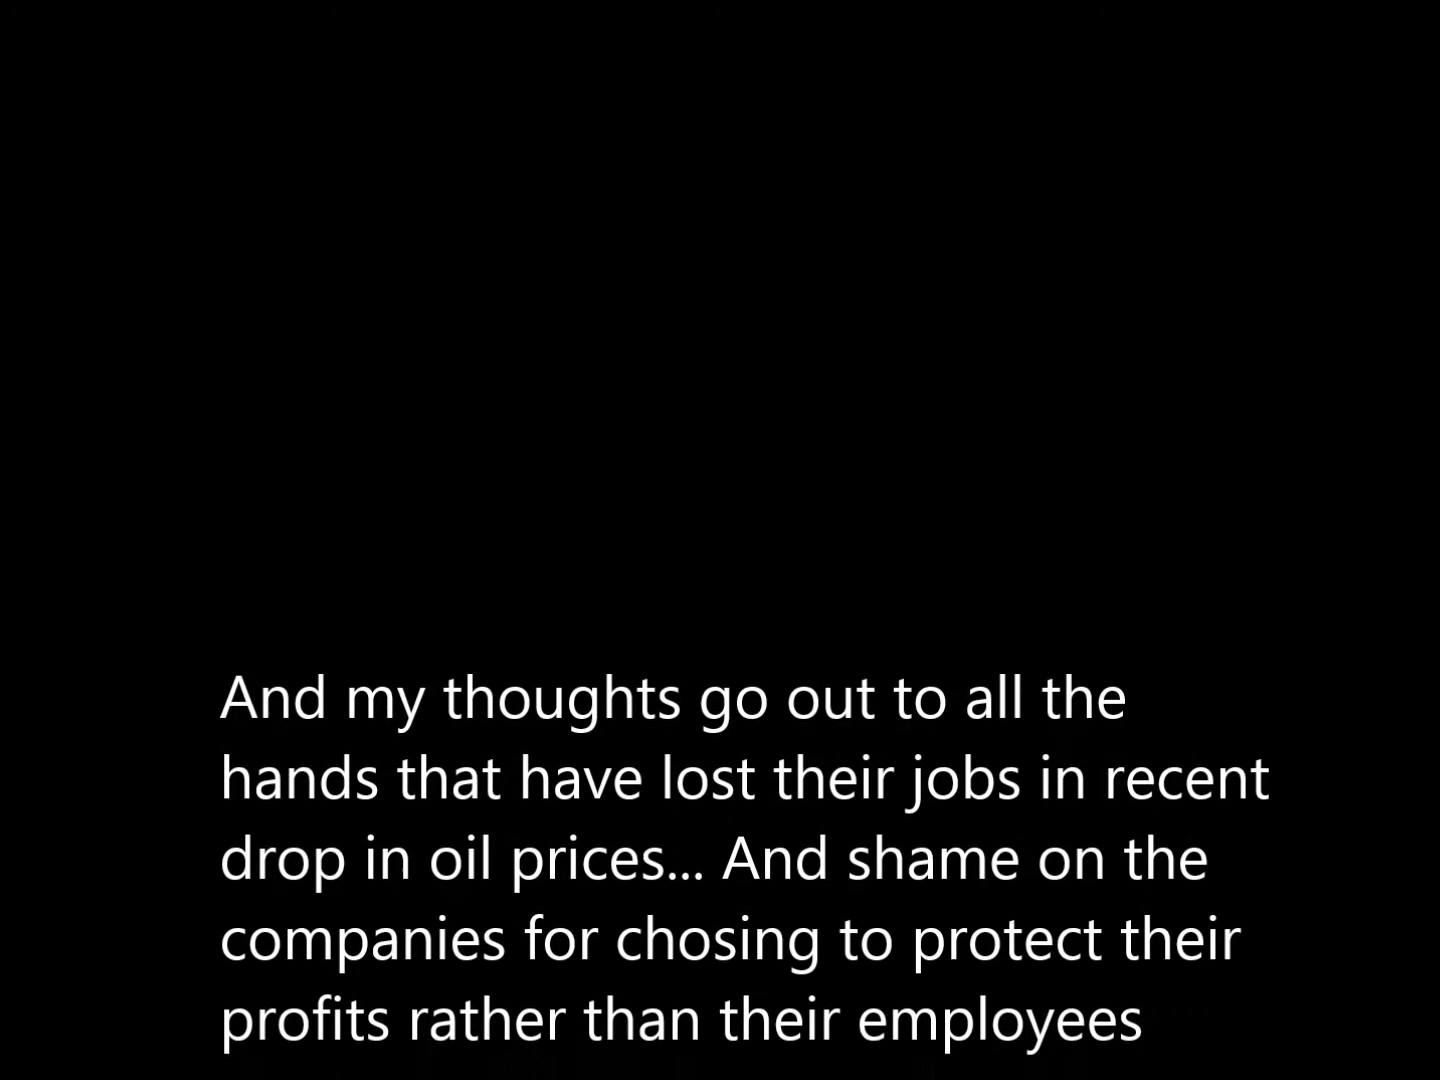 And my thoughts go out to all the
hands that have lost their jobs in recent
drop in oil prices... And shame on the
companies for chosing to protect their
profits rather than their employees